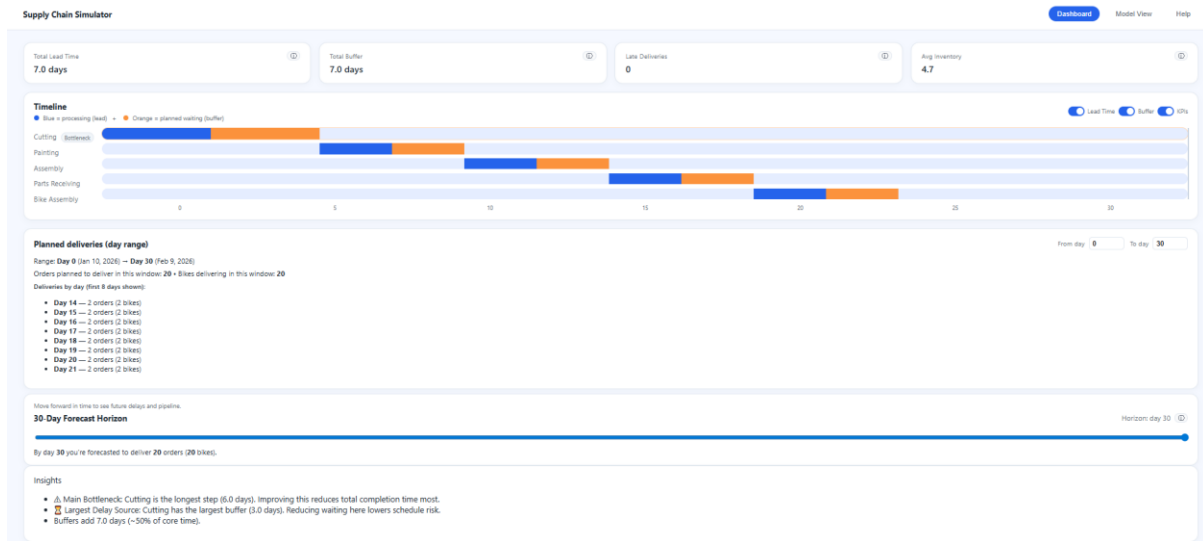 Supply Chain Simulator
Dashboard
Model View
Help
Total Lead Time
7.0 days
Total Buffer
7.0 days
Late Deliveries
0
Avg Inventory
4.7
Timeline
Blue = processing (lead) • Orange = planned waiting (buffer)
Lead Time
Buffer
KPIs
Cutting Bottleneck
Painting
Assembly
Parts Receiving
Bike Assembly
0 5 10 15 20 25 30
Planned deliveries (day range)
From day 0 To day 30
Range: Day 0 (Jan 10, 2026) → Day 30 (Feb 9, 2026)
Orders planned to deliver in this window: 20 • Bikes delivering in this window: 20
Deliveries by day (first 8 days shown):
• Day 14 — 2 orders (2 bikes)
• Day 15 — 2 orders (2 bikes)
• Day 16 — 2 orders (2 bikes)
• Day 17 — 2 orders (2 bikes)
• Day 18 — 2 orders (2 bikes)
• Day 19 — 2 orders (2 bikes)
• Day 20 — 2 orders (2 bikes)
• Day 21 — 2 orders (2 bikes)
Move forward in time to see future delays and pipeline.
30-Day Forecast Horizon
Horizon: day 30
By day 30 you're forecasted to deliver 20 orders (20 bikes).
Insights
• ⚠ Main Bottleneck: Cutting is the longest step (6.0 days). Improving this reduces total completion time most.
• ⏳ Largest Delay Source: Cutting has the largest buffer (3.0 days). Reducing waiting here lowers schedule risk.
• Buffers add 7.0 days (~50% of core time).